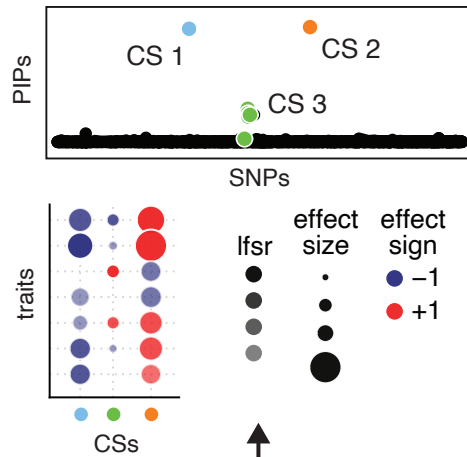 PIPs
CS 1
CS 2
CS 3
SNPs
traits
CSs
lfsr
effect
size
effect
sign
−1
+1